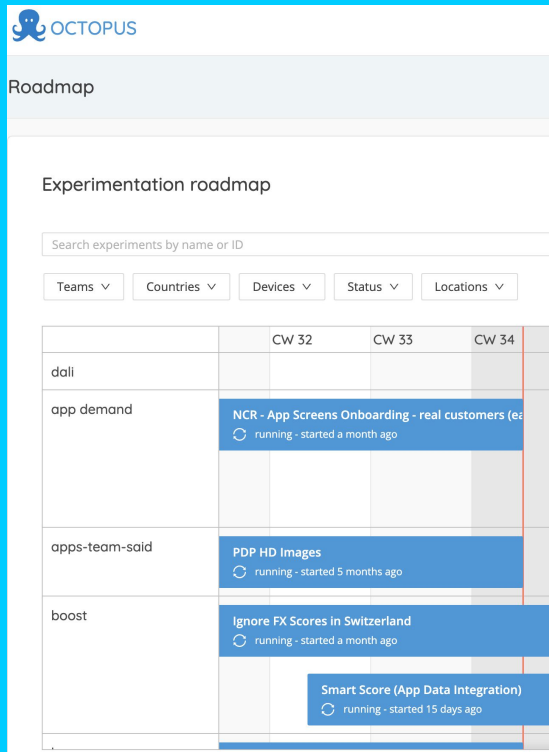 OCTOPUS
Roadmap
Experimentation roadmap
Search experiments by name or ID
Teams
Countries
Devices
Status
Locations
CW 32
CW 33
CW 34
dali
app demand
NCR - App Screens Onboarding - real customers (ea
running - started a month ago
apps-team-said
PDP HD Images
running - started 5 months ago
boost
Ignore FX Scores in Switzerland
running - started a month ago
Smart Score (App Data Integration)
running - started 15 days ago